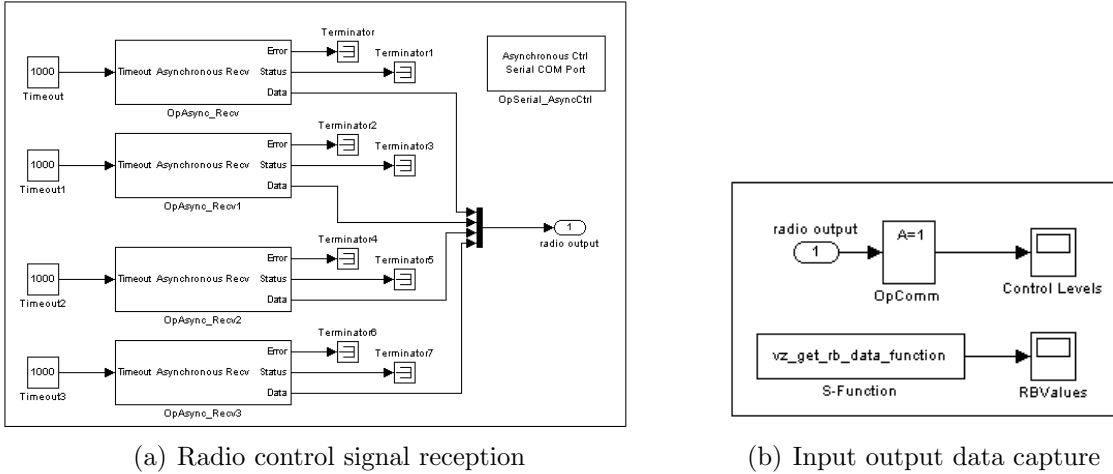 Terminator
Error
Terminator1
1000
Timeout Asynchronous Recv
Status
Timeout
Data
OpAsync_Recv
Asynchronous Ctrl
Serial COM Port
OpSerial_AsyncCtrl
Terminator2
Error
Terminator3
1000
Timeout Asynchronous Recv
Status
Timeout1
Data
OpAsync_Recv1
1
radio output
Terminator4
Error
Terminator5
1000
Timeout Asynchronous Recv
Status
Timeout2
Data
OpAsync_Recv2
Terminator6
Error
Terminator7
1000
Timeout Asynchronous Recv
Status
Timeout3
Data
OpAsync_Recv3
(a) Radio control signal reception
radio output
1
A=1
OpComm
Control Levels
vz_get_rb_data_function
S-Function
RBValues
(b) Input output data capture